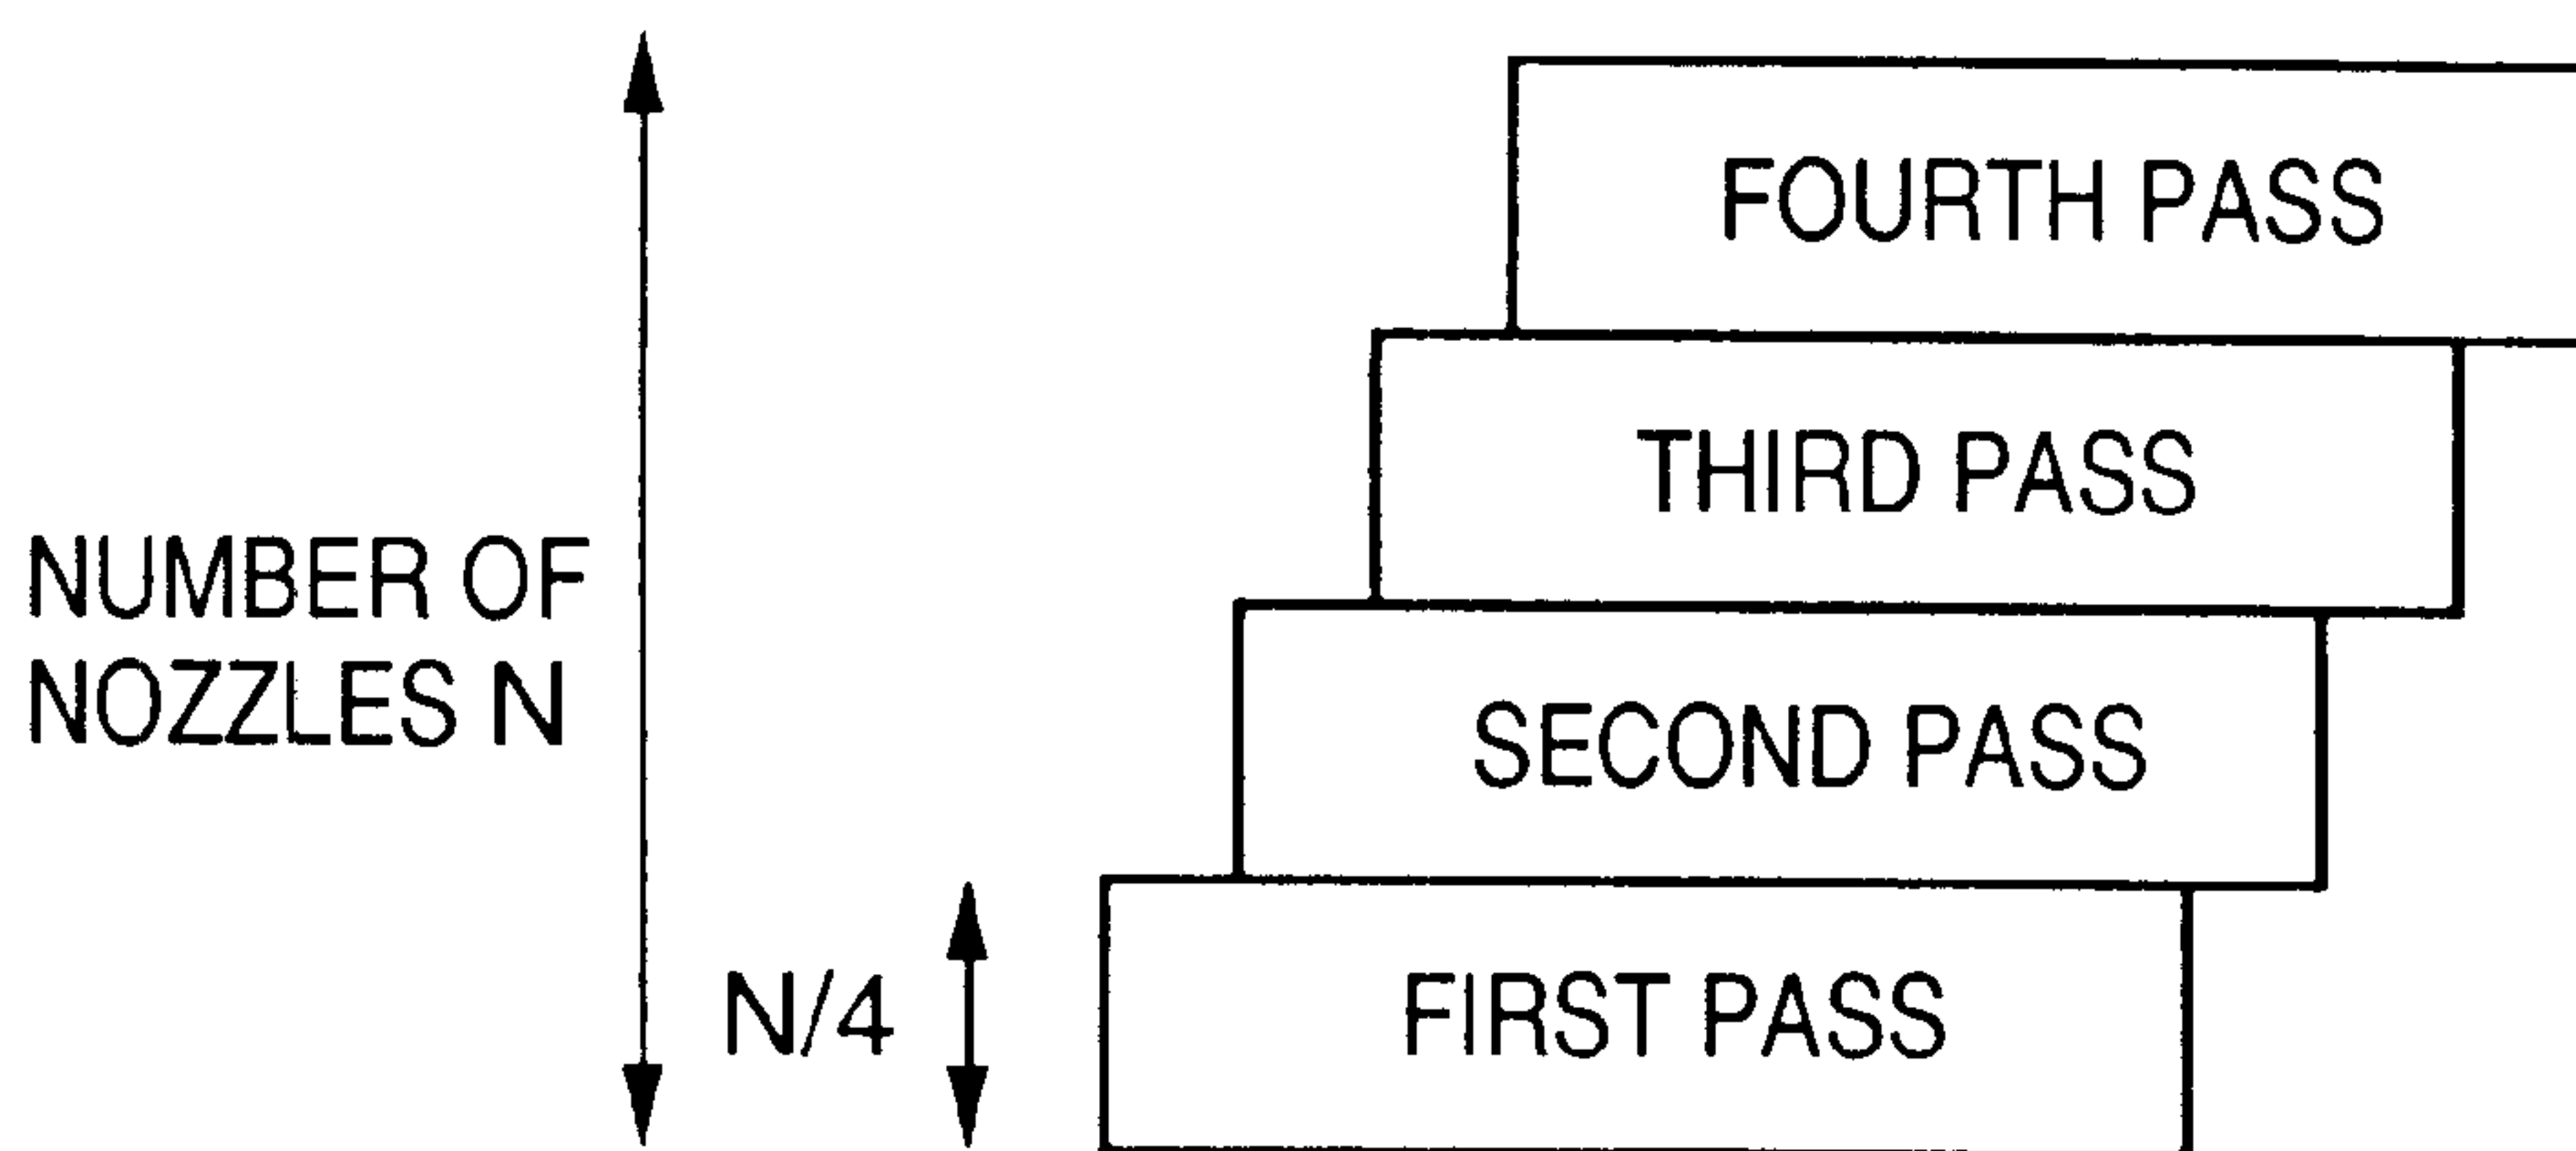 FOURTH PASS
THIRD PASS
NUMBER OF
NOZZLES N
SECOND PASS
N/4
FIRST PASS